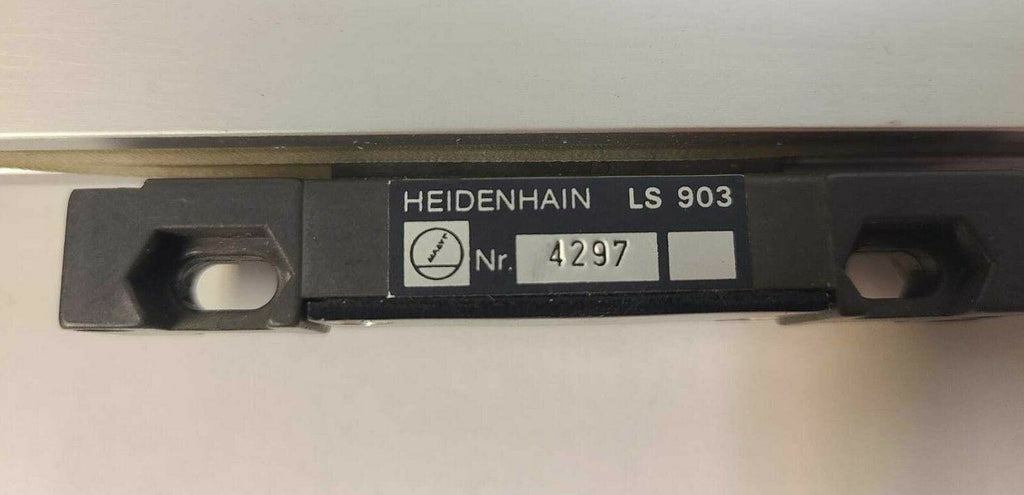 HEIDENHAIN LS 903
Nr. 4297